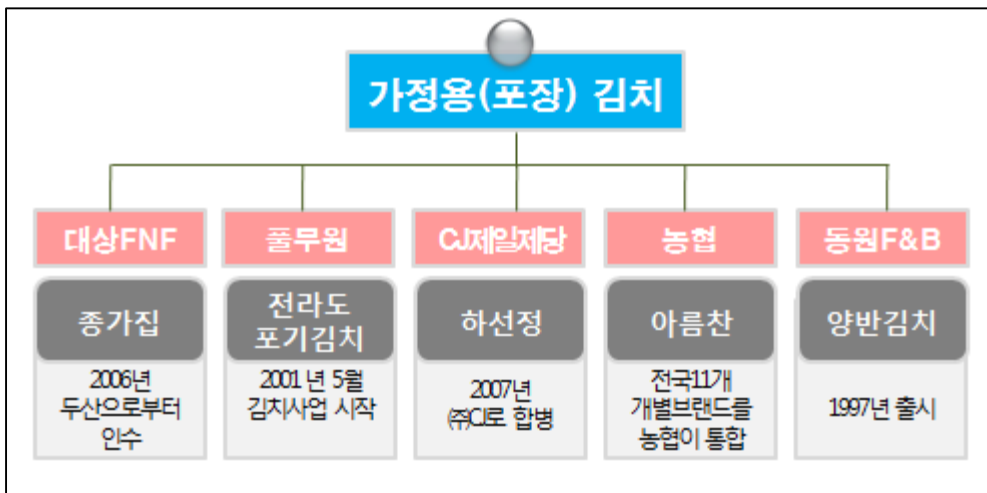 가정용(포장) 김치
대상FNF
종가집
2006년
두산으로부터
인수
풀무원
전라도
포기김치
2001년 5월
김치사업 시작
CJ제일제당
하선정
2007년
㈜CJ로 합병
농협
아름찬
전국11개
개별브랜드를
농협이 통합
동원F&B
양반김치
1997년 출시